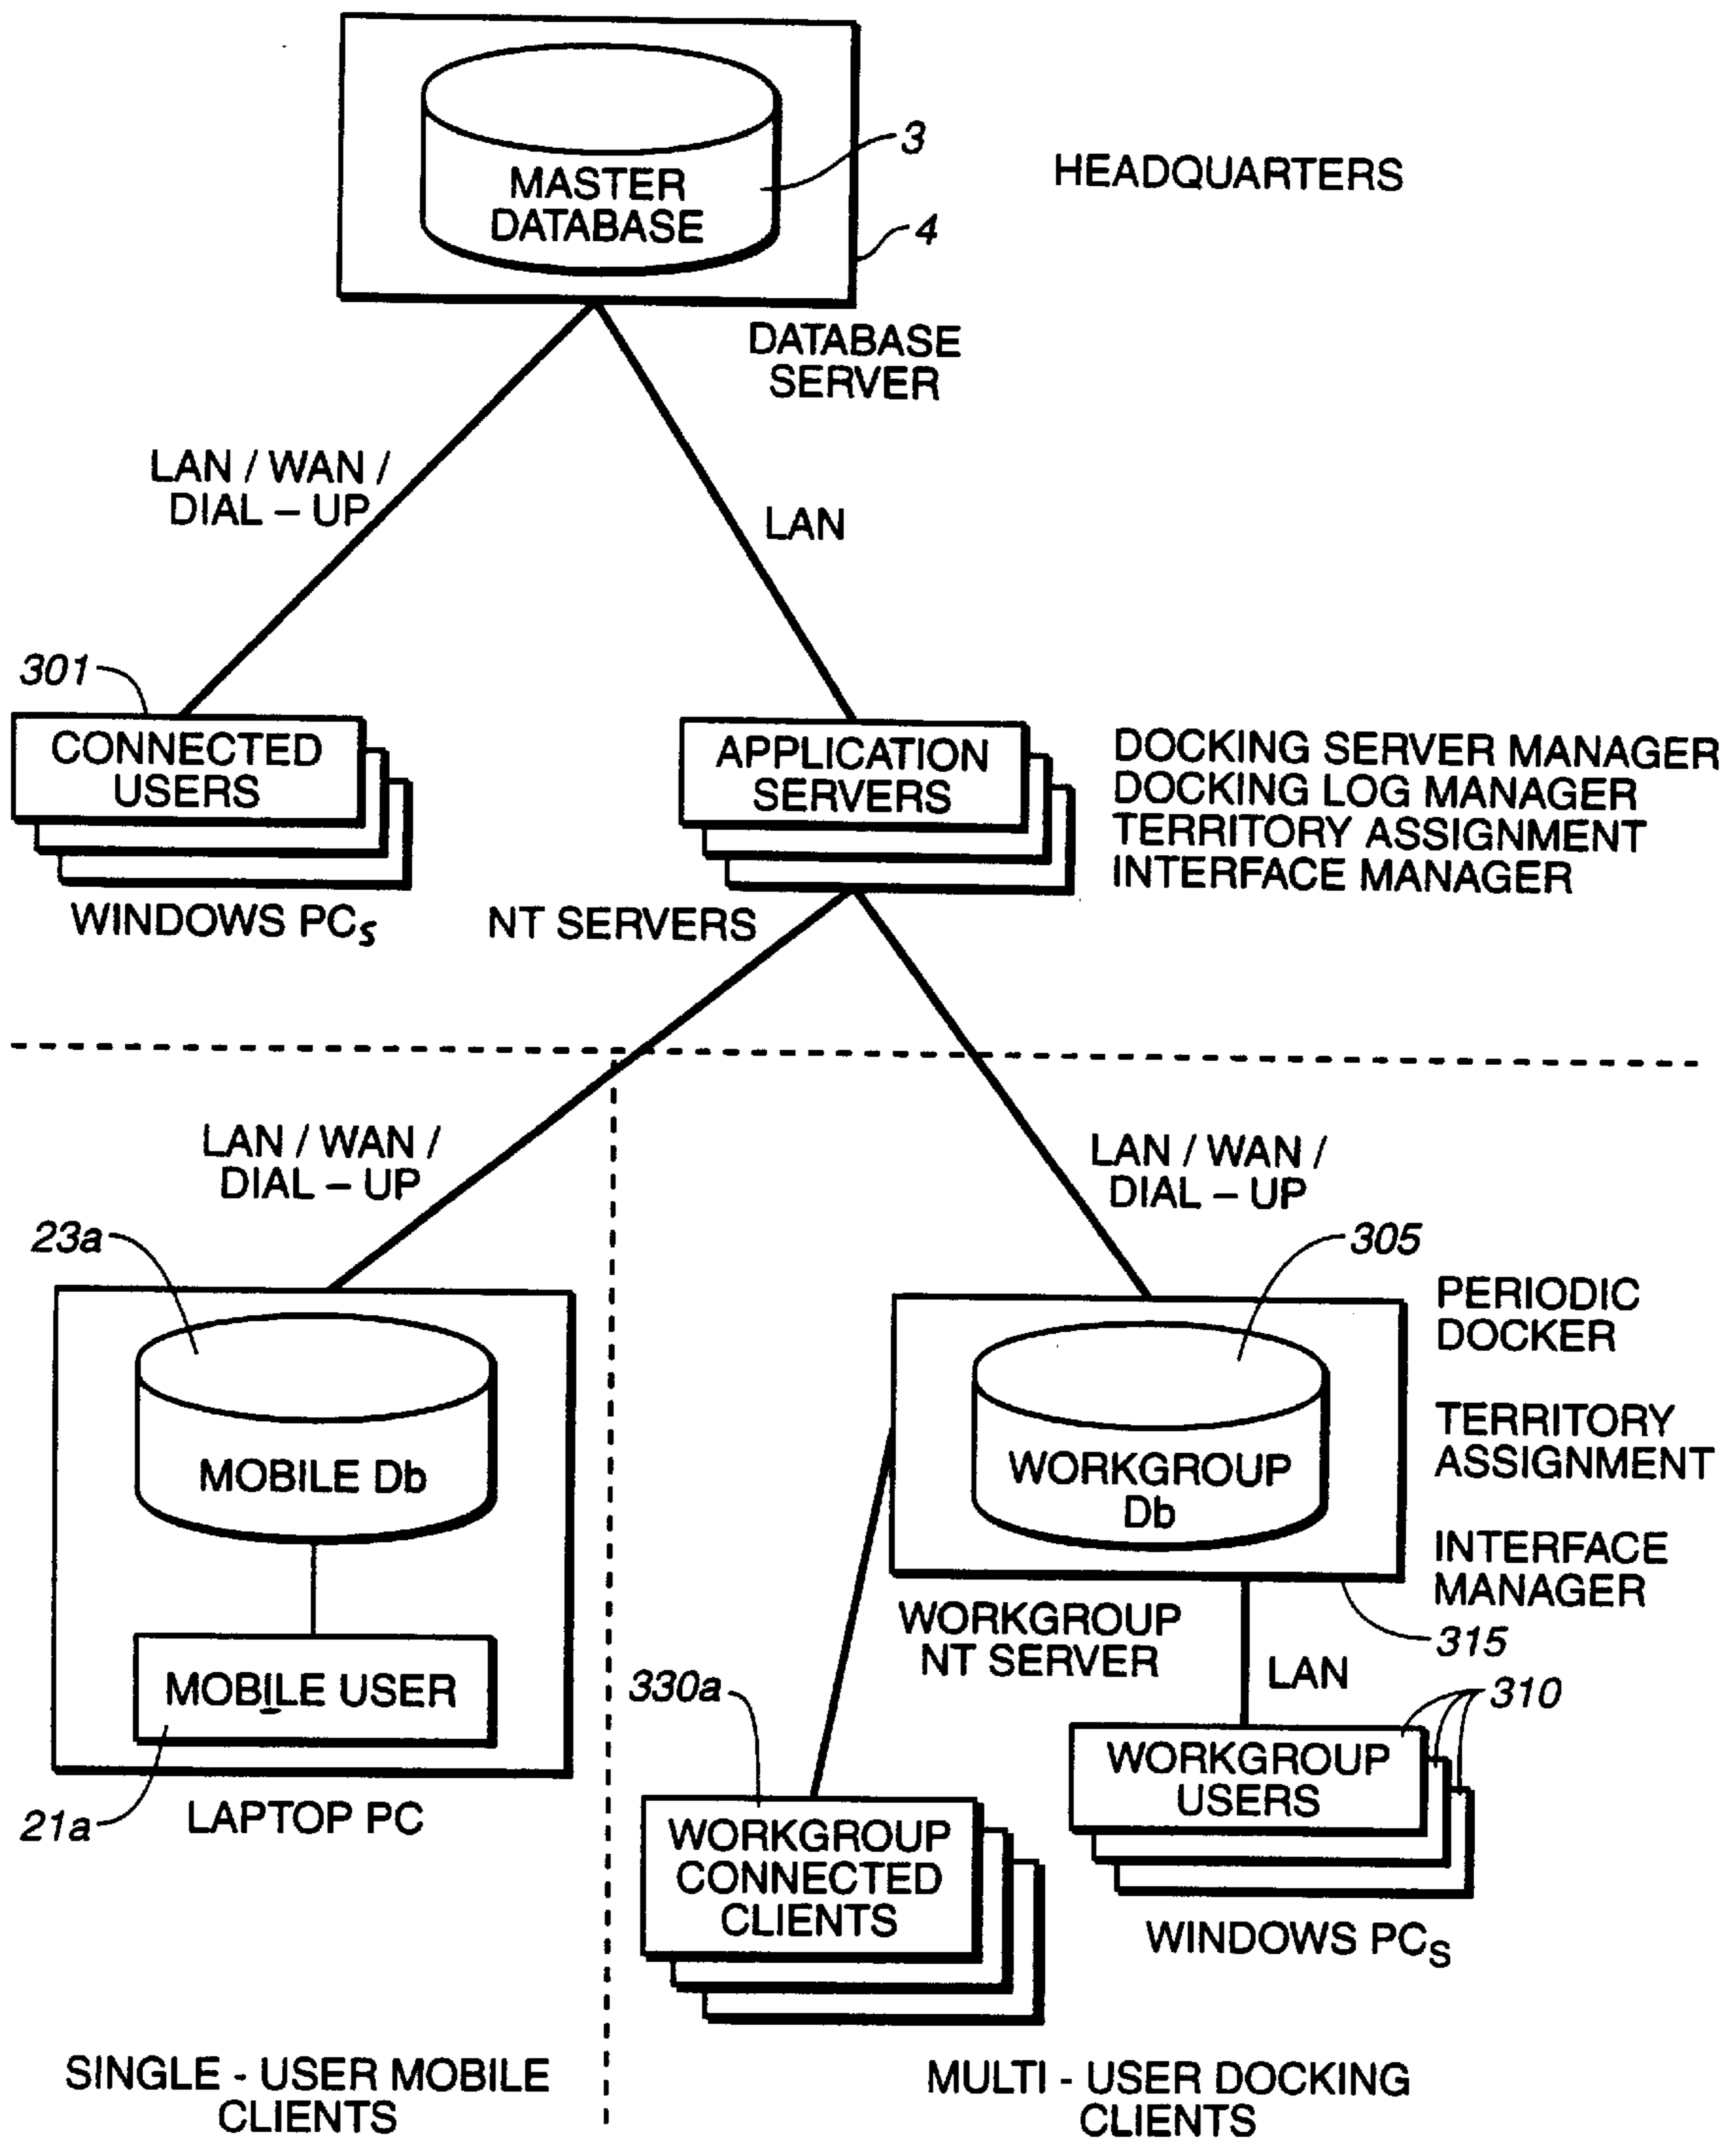 3
MASTER
DATABASE
HEADQUARTERS
4
DATABASE
SERVER
LAN / WAN /
DIAL – UP
LAN
301
CONNECTED
USERS
WINDOWS PCs
APPLICATION
SERVERS
NT SERVERS
DOCKING SERVER MANAGER
DOCKING LOG MANAGER
TERRITORY ASSIGNMENT
INTERFACE MANAGER
LAN / WAN /
DIAL – UP
LAN / WAN /
DIAL – UP
23a
MOBILE Db
MOBILE USER
21a
LAPTOP PC
305
WORKGROUP
Db
PERIODIC
DOCKER
TERRITORY
ASSIGNMENT
INTERFACE
MANAGER
315
WORKGROUP
NT SERVER
LAN
310
330a
WORKGROUP
USERS
WINDOWS PCs
WORKGROUP
CONNECTED
CLIENTS
SINGLE - USER MOBILE
CLIENTS
MULTI - USER DOCKING
CLIENTS